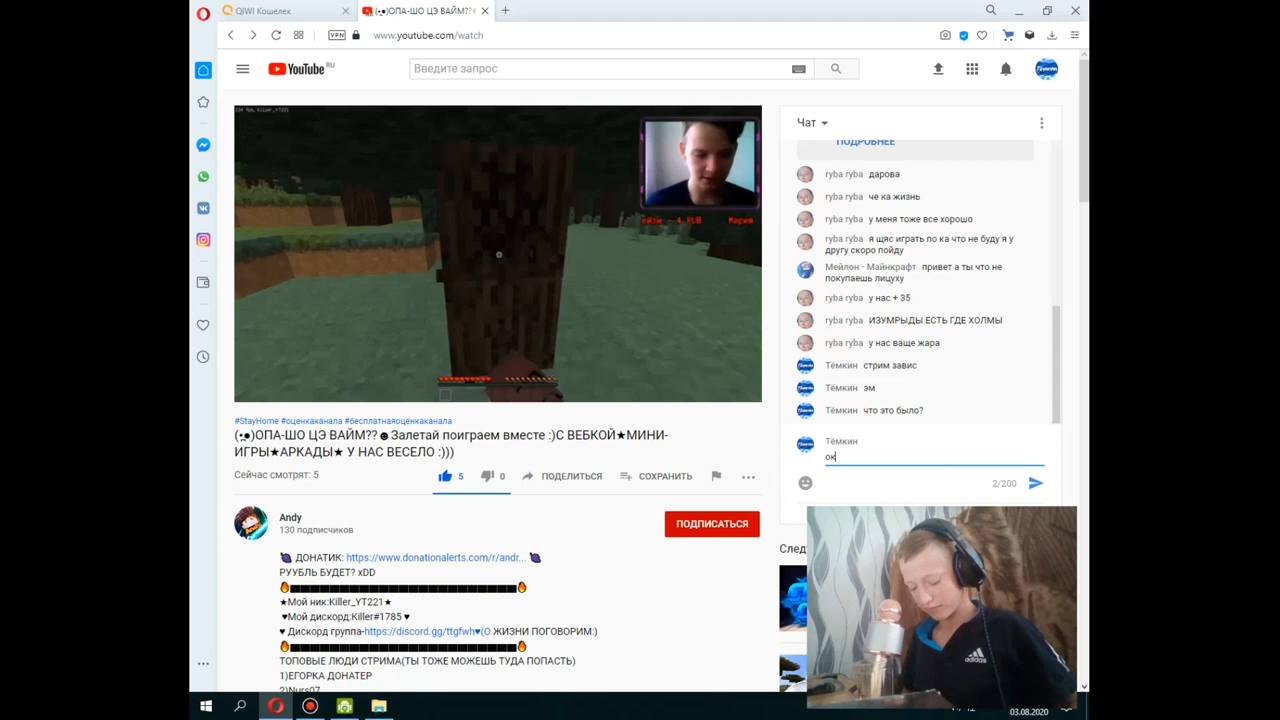 QIWI Кошелек
(•̪●)ОПА-ШО ЦЭ ВАЙМ??
VPN
www.youtube.com/watch
YouTube RU
Введите запрос
Чат
ПОДРОБНЕЕ
ryba ryba дарова
ryba ryba че ка жизнь
ryba ryba у меня тоже все хорошо
ryba ryba я щяс играть по ка что не буду я у
другу скоро пойду
Мейлон - Майнкрафт привет а ты что не
покупаешь лицуху
ryba ryba у нас + 35
ryba ryba ИЗУМРЫДЫ ЕСТЬ ГДЕ ХОЛМЫ
ryba ryba у нас ваще жара
Тёмкин стрим завис
Тёмкин эм
Тёмкин что это было?
Тёмкин
ок
2/200
#StayHome #оценкаканала #бесплатнаяоценкаканала
(•̪●)ОПА-ШО ЦЭ ВАЙМ??☻Залетай поиграем вместе :)С ВЕБКОЙ★МИНИ-
ИГРЫ★АРКАДЫ★ У НАС ВЕСЕЛО :)))
Сейчас смотрят: 5
5
0
ПОДЕЛИТЬСЯ
СОХРАНИТЬ
Andy
130 подписчиков
ПОДПИСАТЬСЯ
ДОНАТИК: https://www.donationalerts.com/r/andr...
РУУБЛЬ БУДЕТ? xDD
★Мой ник:Killer_YT221★
♥Мой дискорд:Killer#1785 ♥
♥ Дискорд группа-https://discord.gg/ttgfwh♥(О ЖИЗНИ ПОГОВОРИМ:)
ТОПОВЫЕ ЛЮДИ СТРИМА(ТЫ ТОЖЕ МОЖЕШЬ ТУДА ПОПАСТЬ)
1)ЕГОРКА ДОНАТЕР
2)Nurs07
След
adidas
03.08.2020